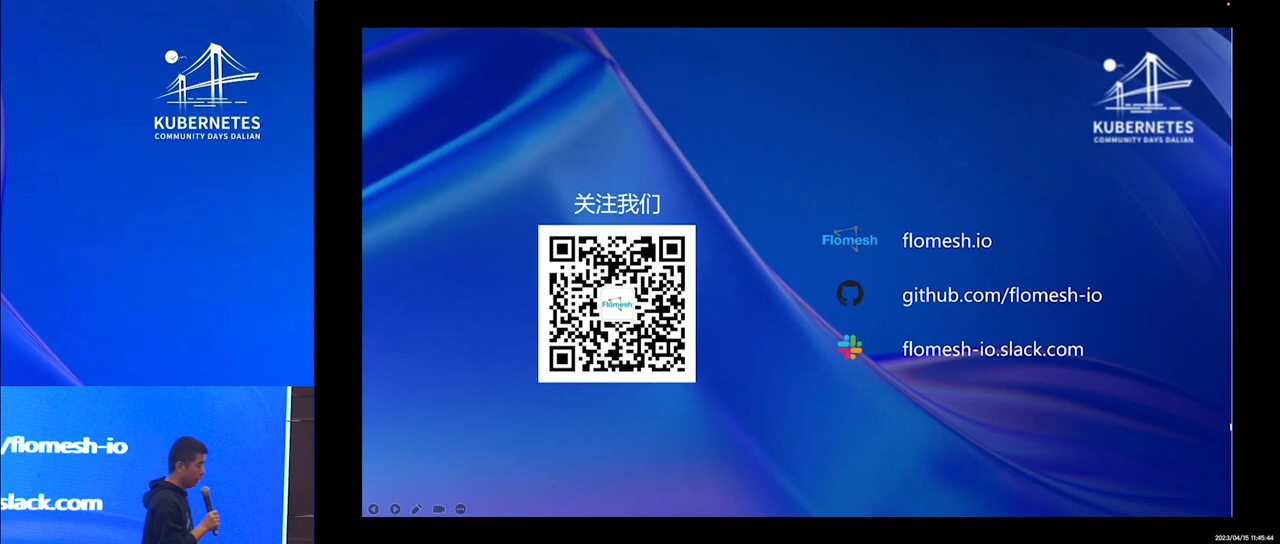 KUBERNETES
COMMUNITY DAYS DALIAN
/flomesh-io
slack.com
KUBERNETES
COMMUNITY DAYS DALIAN
关注我们
Flomesh
Flomesh
flomesh.io
github.com/flomesh-io
flomesh-io.slack.com
2023/04/15 11:45:44